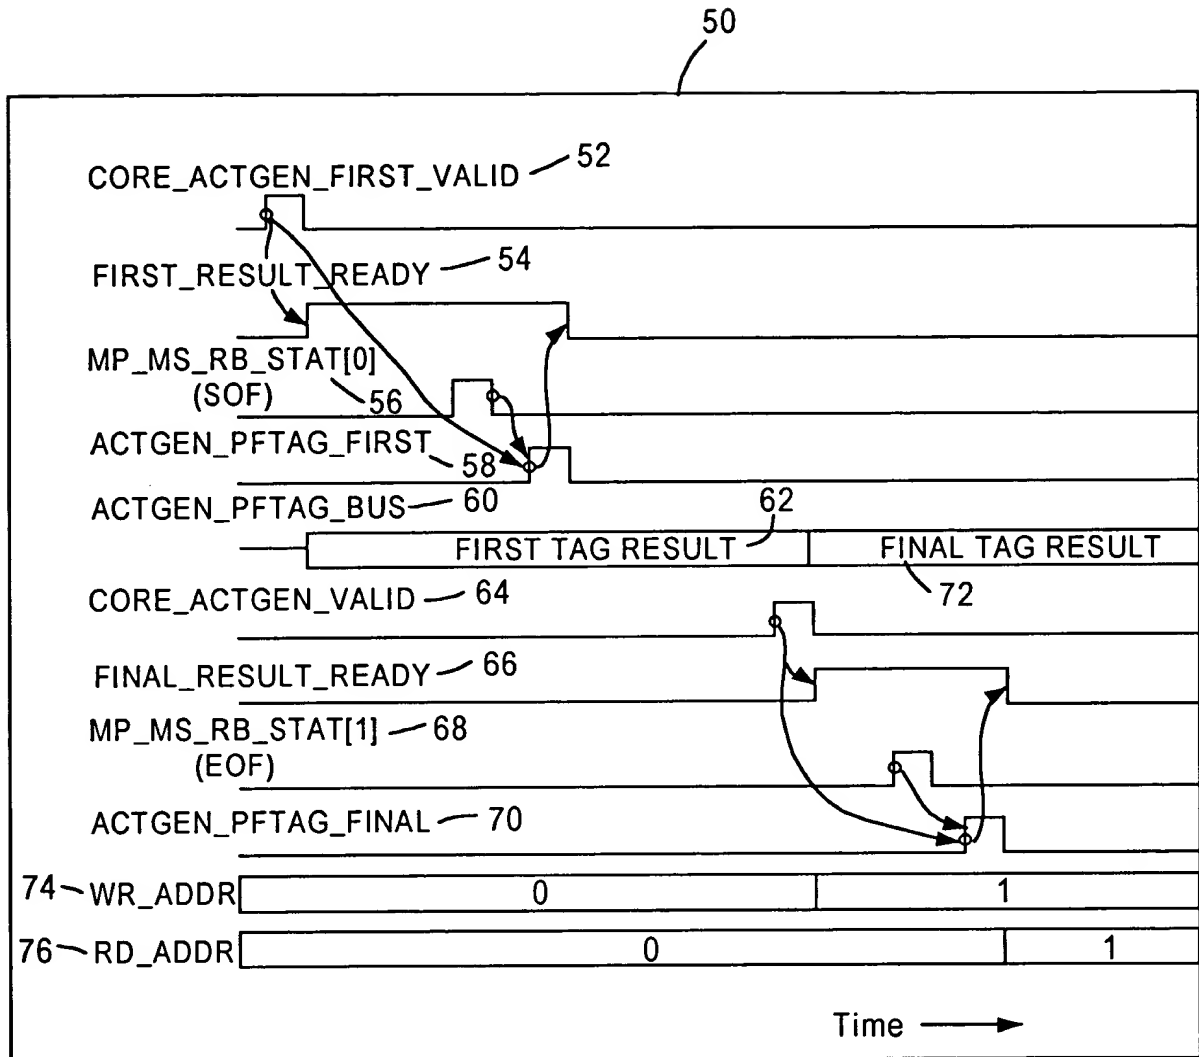 50
CORE_ACTGEN_FIRST_VALID 52
FIRST_RESULT_READY 54
MP_MS_RB_STAT[0]
(SOF) 56
ACTGEN_PFTAG_FIRST 58
ACTGEN_PFTAG_BUS 60
62
FIRST TAG RESULT FINAL TAG RESULT
72
CORE_ACTGEN_VALID 64
FINAL_RESULT_READY 66
MP_MS_RB_STAT[1] 68
(EOF)
ACTGEN_PFTAG_FINAL 70
74 WR_ADDR 0 1
76 RD_ADDR 0 1
Time